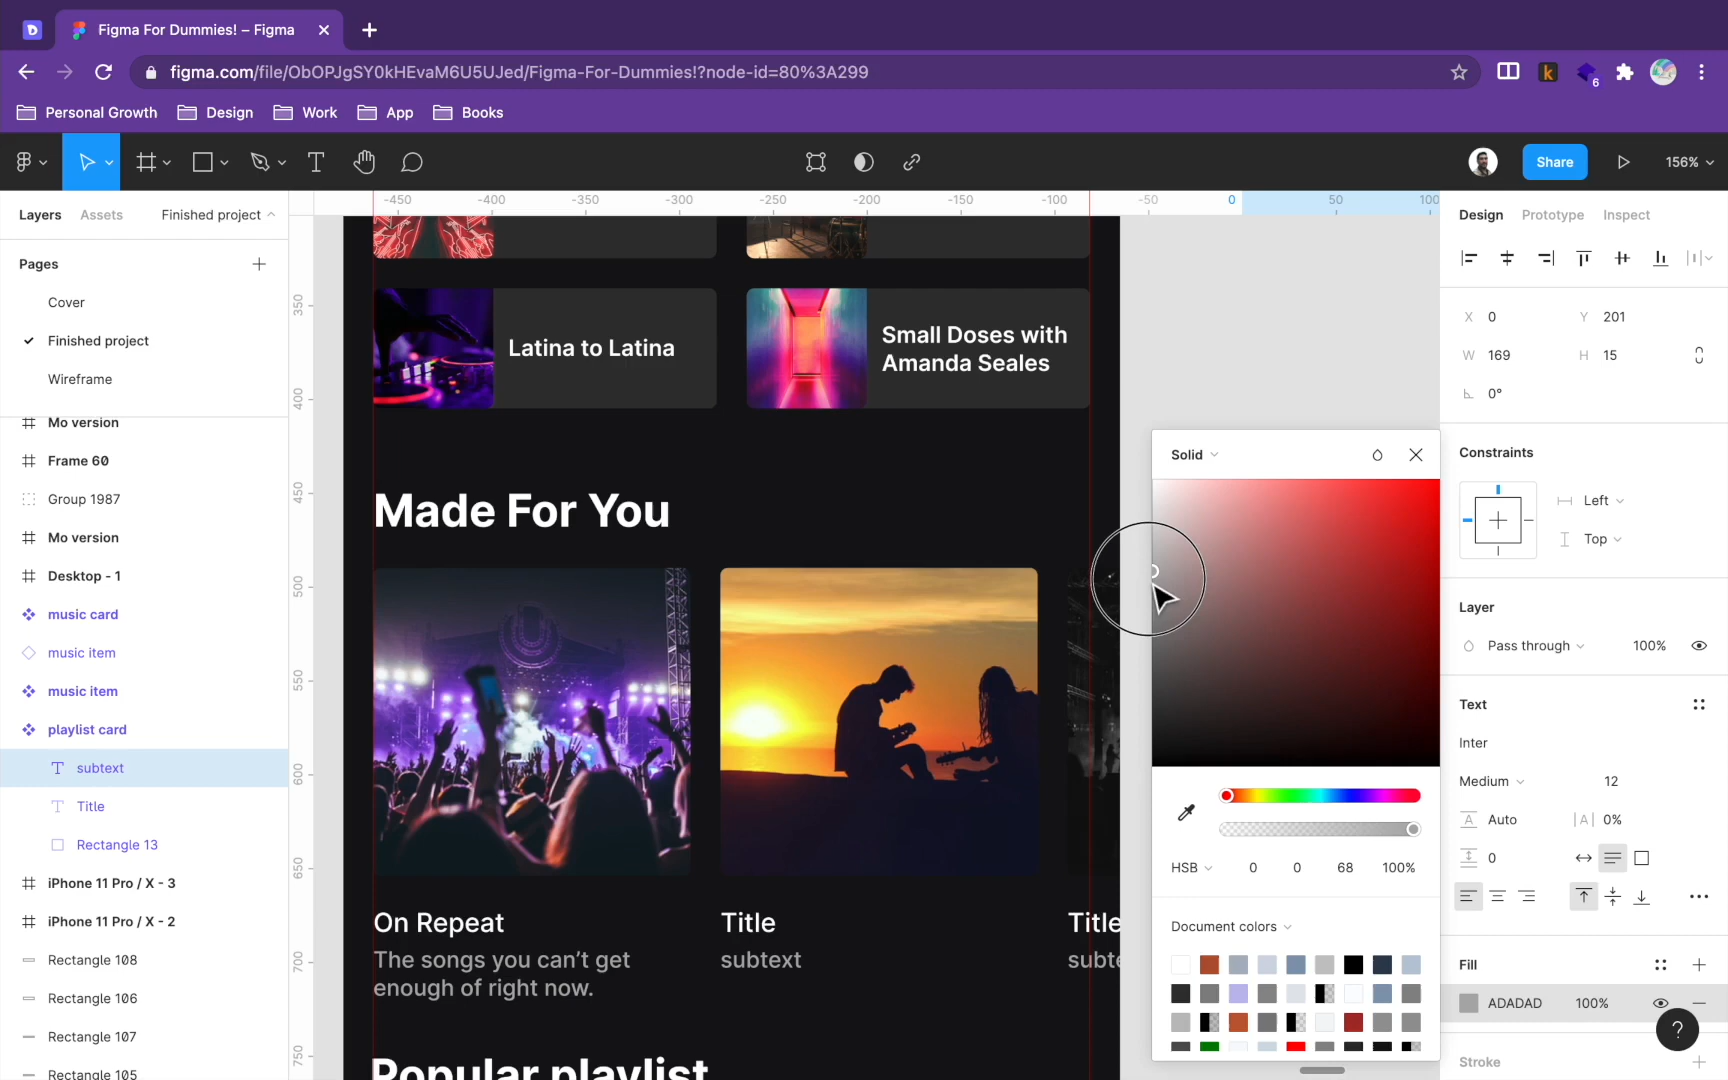 Figma For Dummies! – Figma
figma.com/file/ObOPJgSY0kHEvaM6U5UJed/Figma-For-Dummies!?node-id=80%3A299
k
6
Personal Growth
Design
Work
App
Books
Share
156%
Layers
Assets
Finished project
Pages
Cover
Finished project
Wireframe
Mo version
Frame 60
Group 1987
Mo version
Desktop - 1
music card
music item
music item
playlist card
subtext
Title
Rectangle 13
iPhone 11 Pro / X - 3
iPhone 11 Pro / X - 2
Rectangle 108
Rectangle 106
Rectangle 107
Rectangle 105
-450 -400 -350 -300 -250 -200 -150 -100 -50 0 50 100
350
400
450
500
550
600
650
700
750
Latina to Latina
Small Doses with
Amanda Seales
Made For You
On Repeat
The songs you can’t get
enough of right now.
Title
subtext
Title
subte
Popular playlist
Solid
HSB 0 0 68 100%
Document colors
Design
Prototype
Inspect
X 0 Y 201
W 169 H 15
0°
Constraints
Left
Top
Layer
Pass through 100%
Text
Inter
Medium 12
A Auto |A| 0%
0
Fill
ADADAD 100%
?
Stroke